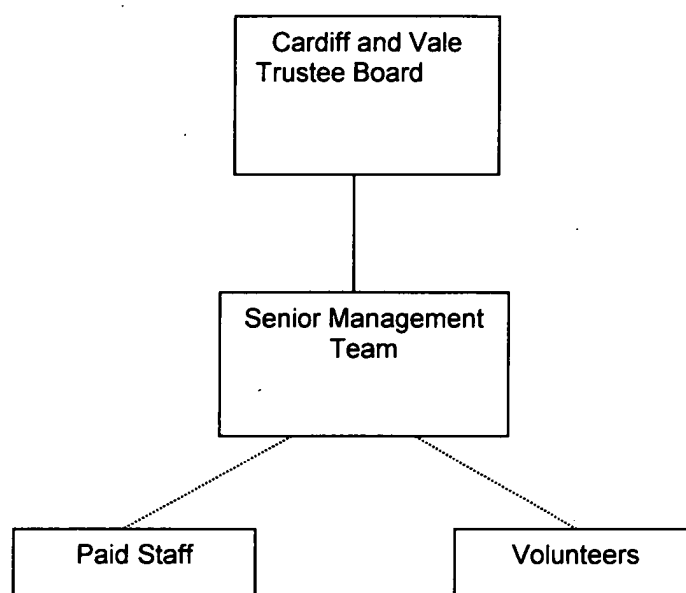 Cardiff and Vale
Trustee Board
Senior Management
Team
Paid Staff
Volunteers